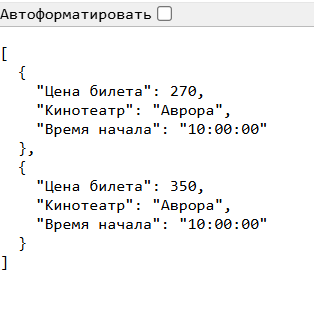 Автоформатировать
[
  {
    "Цена билета": 270,
    "Кинотеатр": "Аврора",
    "Время начала": "10:00:00"
  },
  {
    "Цена билета": 350,
    "Кинотеатр": "Аврора",
    "Время начала": "10:00:00"
  }
]